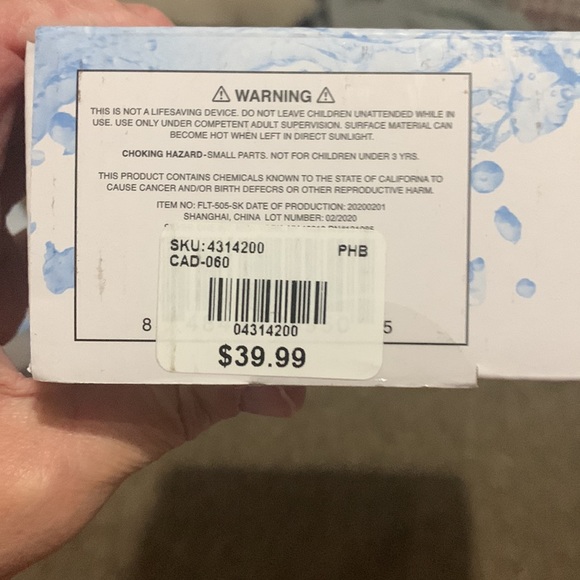 WARNING
THIS IS NOT A LIFESAVING DEVICE. DO NOT LEAVE CHILDREN UNATTENDED WHILE IN
USE. USE ONLY UNDER COMPETENT ADULT SUPERVISION. SURFACE MATERIAL CAN
BECOME HOT WHEN LEFT IN DIRECT SUNLIGHT.
CHOKING HAZARD-SMALL PARTS. NOT FOR CHILDREN UNDER 3 YRS.
THIS PRODUCT CONTAINS CHEMICALS KNOWN TO THE STATE OF CALIFORNA TO
CAUSE CANCER AND/OR BIRTH DEFECRS OR OTHER REPRODUCTIVE HARM.
ITEM NO: FLT-505-SK DATE OF PRODUCTION: 20200201
SHANGHAI, CHINA LOT NUMBER: 02/2020
SKU:4314200 PHB
CAD-060
8 5
04314200
$39.99